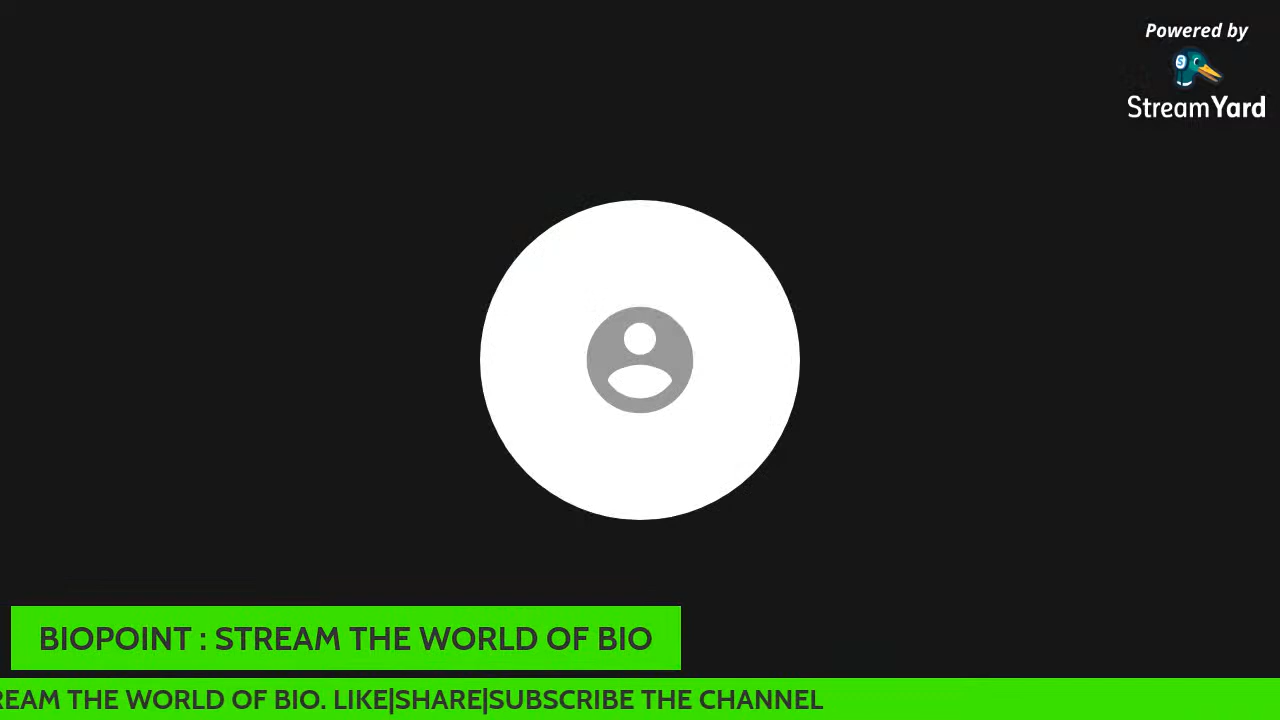 Powered by
StreamYard
BIOPOINT : STREAM THE WORLD OF BIO
REAM THE WORLD OF BIO. LIKE|SHARE|SUBSCRIBE THE CHANNEL